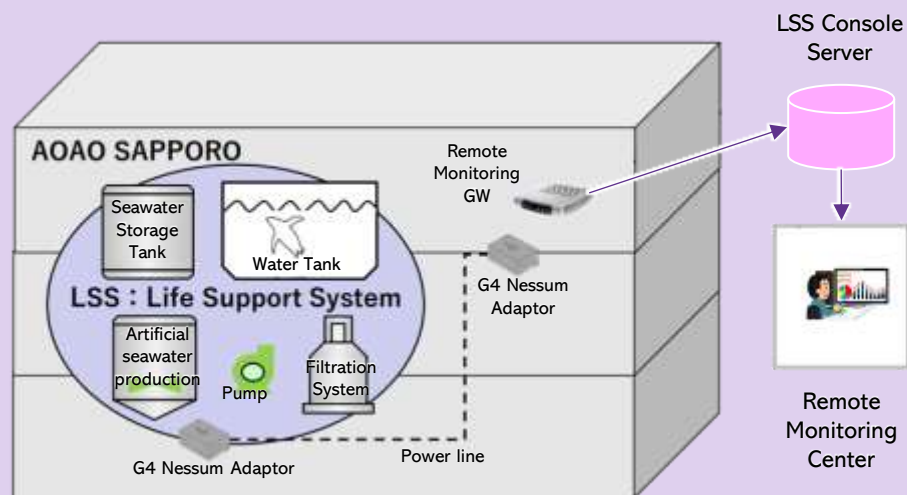 LSS Console
Server
AOAO SAPPORO
Remote
Monitoring
GW
Seawater
Storage
Tank
Water Tank
G4 Nessum
Adaptor
LSS：Life Support System
Artificial
seawater
production
Pump
Filtration
System
G4 Nessum Adaptor
Power line
Remote
Monitoring
Center